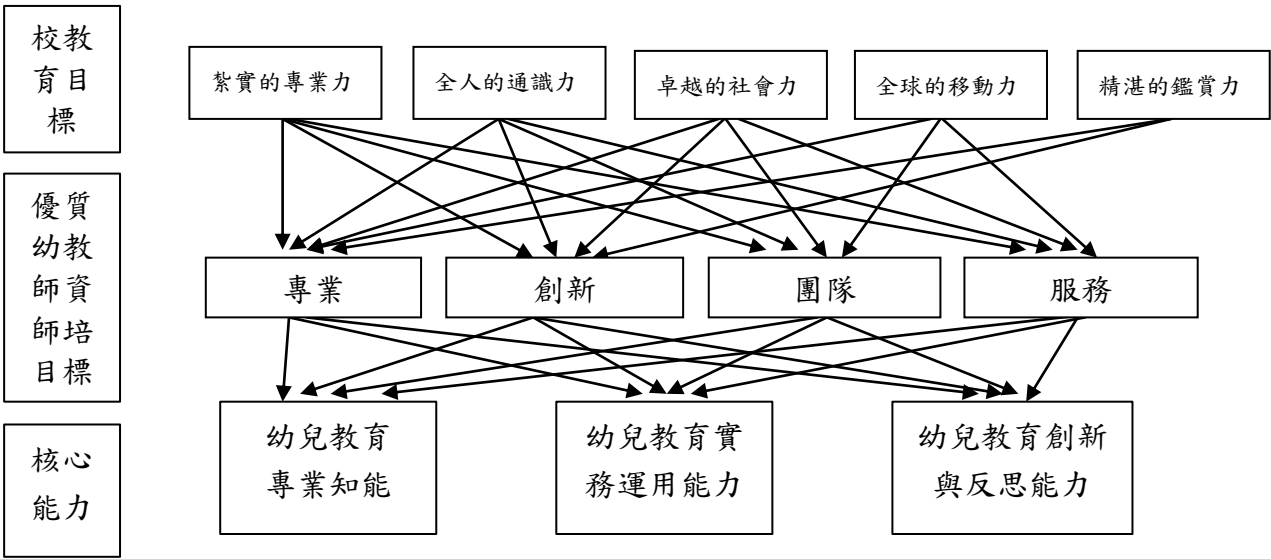 校教
育目
標
紮實的專業力
全人的通識力
卓越的社會力
全球的移動力
精湛的鑑賞力
優質
幼教
師資
師培
目標
專業
創新
團隊
服務
核心
能力
幼兒教育
專業知能
幼兒教育實
務運用能力
幼兒教育創新
與反思能力